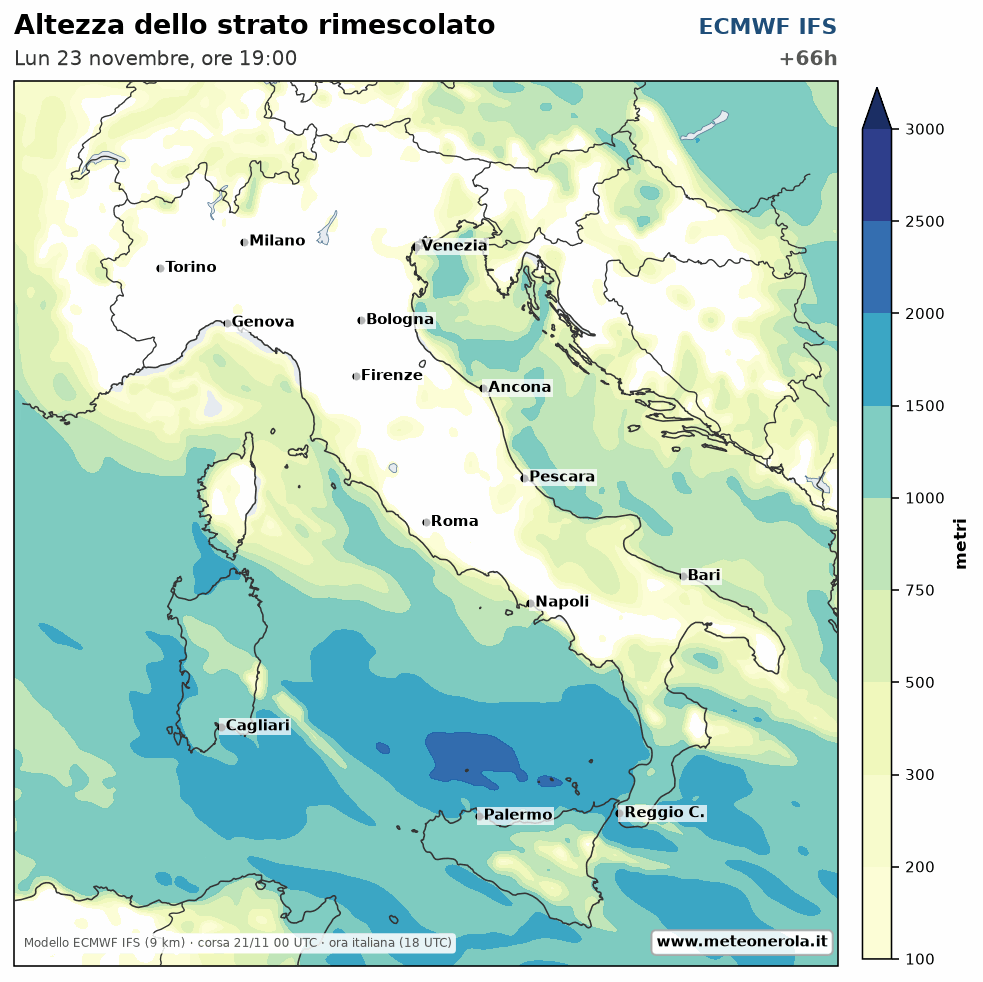 Altezza dello strato rimescolato
ECMWF IFS
Lun 23 novembre, ore 19:00
+66h
3000
2500
2000
1500
1000
750
500
300
200
100
metri
Milano
Venezia
Torino
Genova
Bologna
Firenze
Ancona
Pescara
Roma
Bari
Napoli
Cagliari
Palermo
Reggio C.
Modello ECMWF IFS (9 km) · corsa 21/11 00 UTC · ora italiana (18 UTC)
www.meteonerola.it